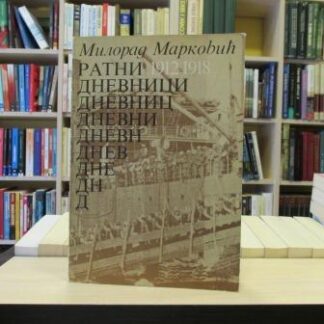 Милорад Марковић
РАТНИ 1912-1918
ДНЕВНИЦИ
ДНЕВНИЦ
ДНЕВНИ
ДНЕВН
ДНЕВ
ДНЕ
ДН
Д